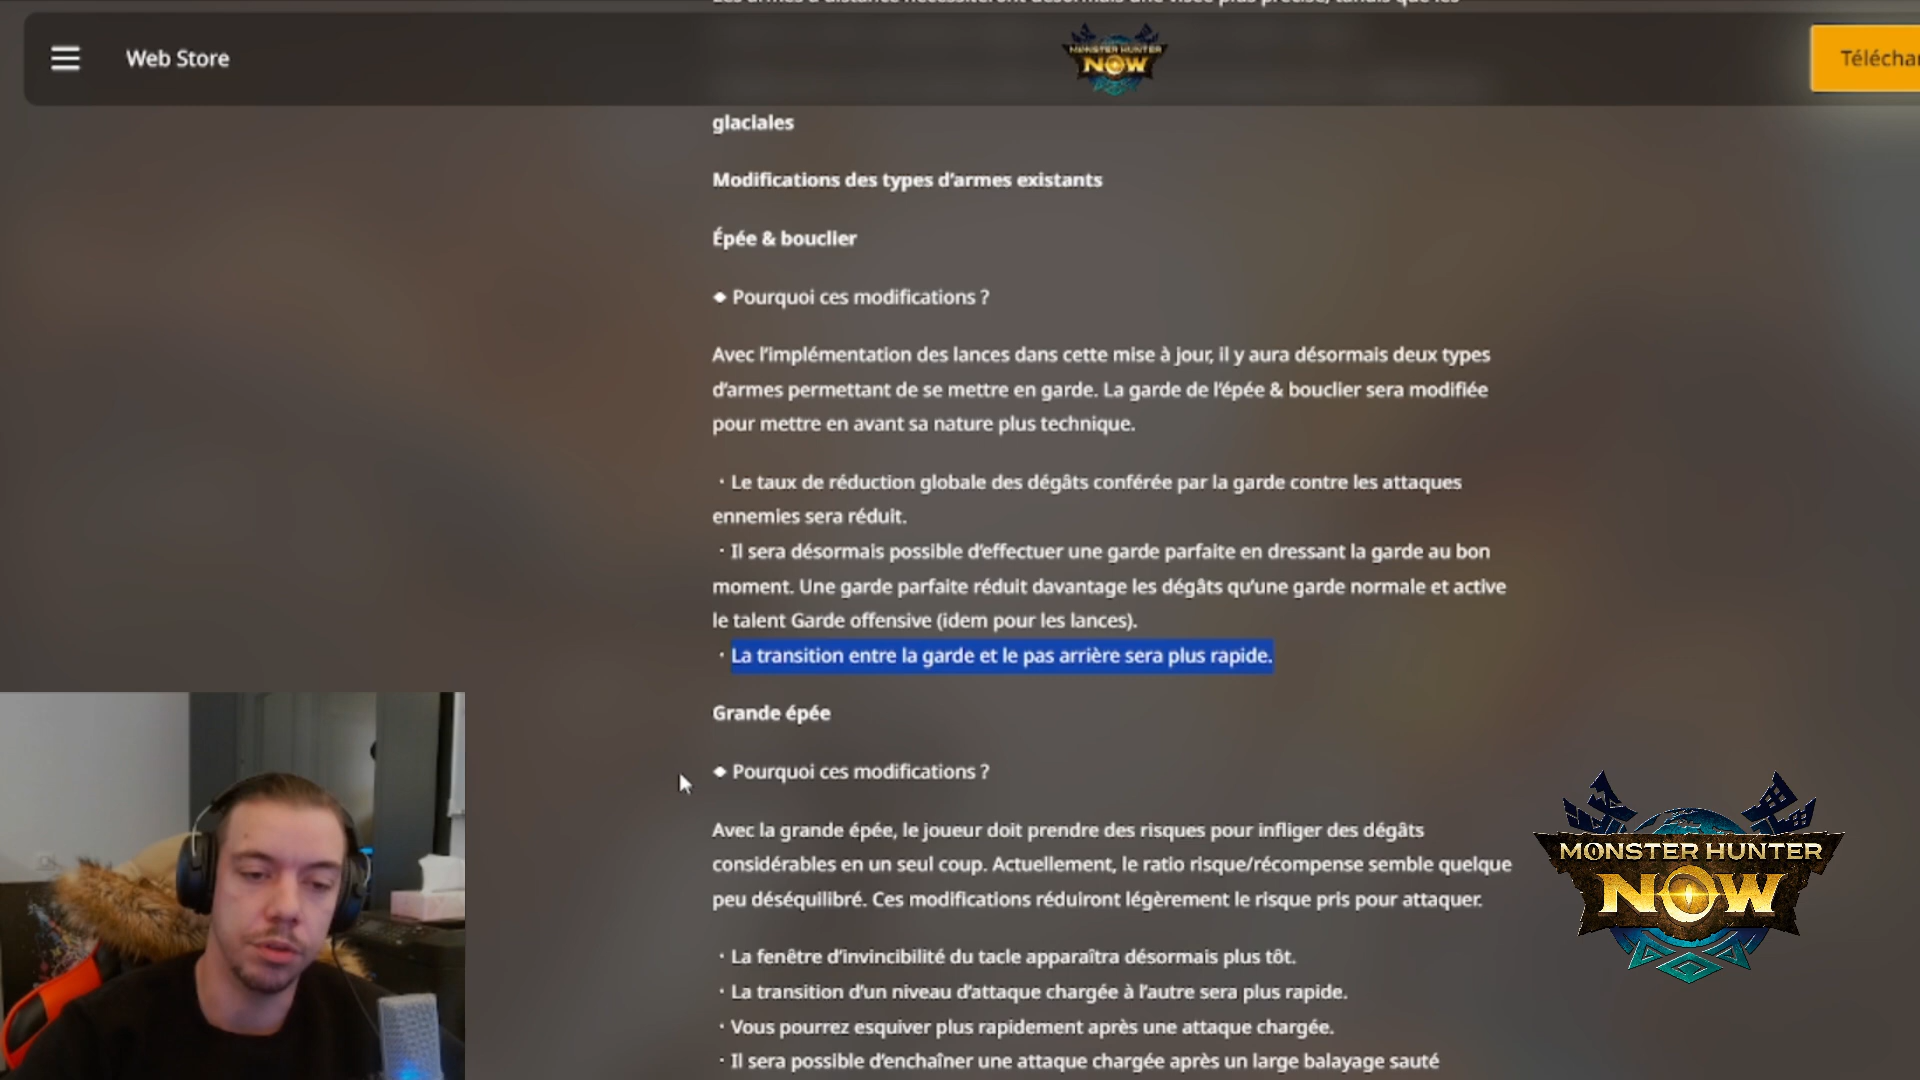 Web Store
MONSTER HUNTER
NOW
glaciales
Modifications des types d'armes existants
Épée & bouclier
◆ Pourquoi ces modifications ?
Avec l'implémentation des lances dans cette mise à jour, il y aura désormais deux types
d'armes permettant de se mettre en garde. La garde de l'épée & bouclier sera modifiée
pour mettre en avant sa nature plus technique.
・Le taux de réduction globale des dégâts conférée par la garde contre les attaques
ennemies sera réduit.
・Il sera désormais possible d'effectuer une garde parfaite en dressant la garde au bon
moment. Une garde parfaite réduit davantage les dégâts qu'une garde normale et active
le talent Garde offensive (idem pour les lances).
・La transition entre la garde et le pas arrière sera plus rapide.
Grande épée
◆ Pourquoi ces modifications ?
Avec la grande épée, le joueur doit prendre des risques pour infliger des dégâts
considérables en un seul coup. Actuellement, le ratio risque/récompense semble quelque
peu déséquilibré. Ces modifications réduiront légèrement le risque pris pour attaquer.
・La fenêtre d'invincibilité du tacle apparaîtra désormais plus tôt.
・La transition d'un niveau d'attaque chargée à l'autre sera plus rapide.
・Vous pourrez esquiver plus rapidement après une attaque chargée.
・Il sera possible d'enchaîner une attaque chargée après un large balayage sauté
MONSTER HUNTER
NOW